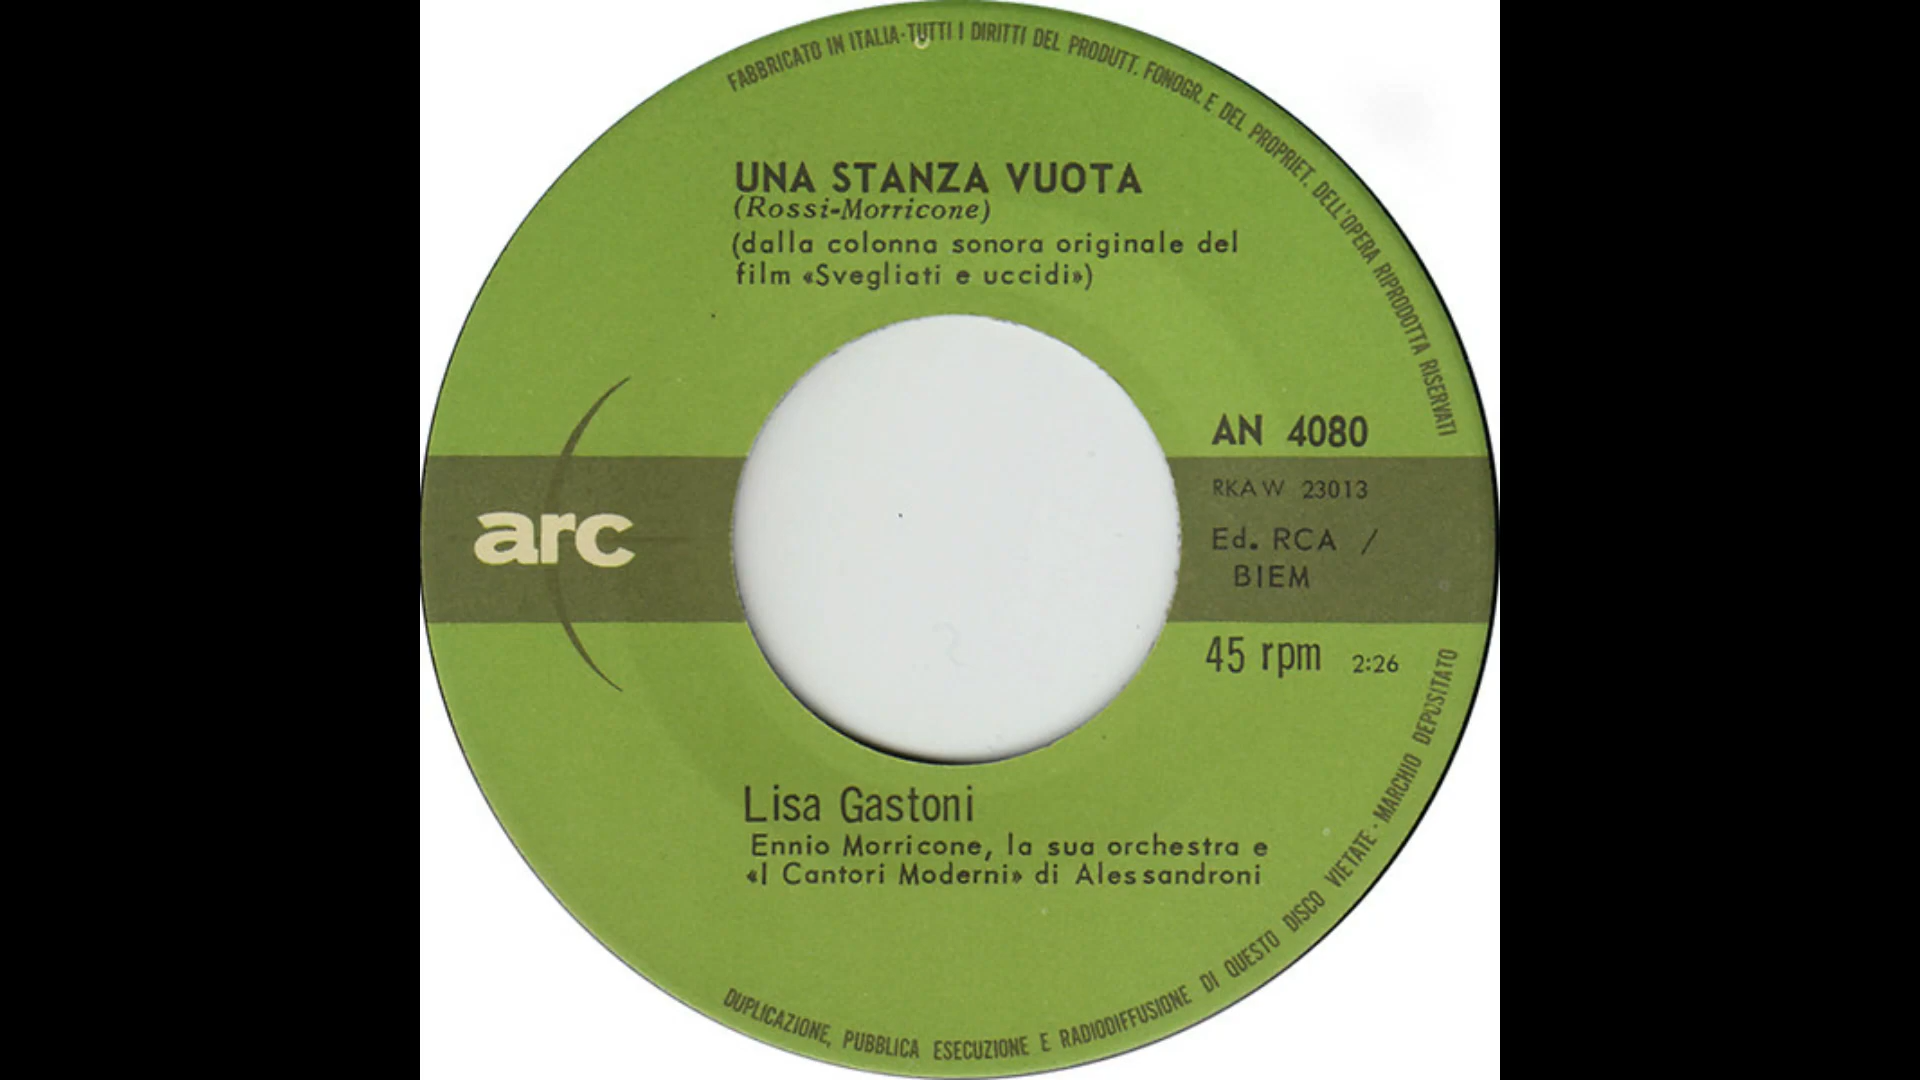 FABBRICATO IN ITALIA-TUTTI I DIRITTI DEL PRODUTT. FONOGR. E DEL PROPRIET. DELL'OPERA RIPRODOTTA RISERVATI
UNA STANZA VUOTA
(Rossi-Morricone)
(dalla colonna sonora originale del
film «Svegliati e uccidi»)
arc
AN 4080
RKAW 23013
Ed. RCA /
BIEM
45 rpm 2:26
Lisa Gastoni
Ennio Morricone, la sua orchestra e
«I Cantori Moderni» di Alessandroni
DUPLICAZIONE, PUBBLICA ESECUZIONE E RADIODIFFUSIONE DI QUESTO DISCO VIETATE - MARCHIO DEPOSITATO